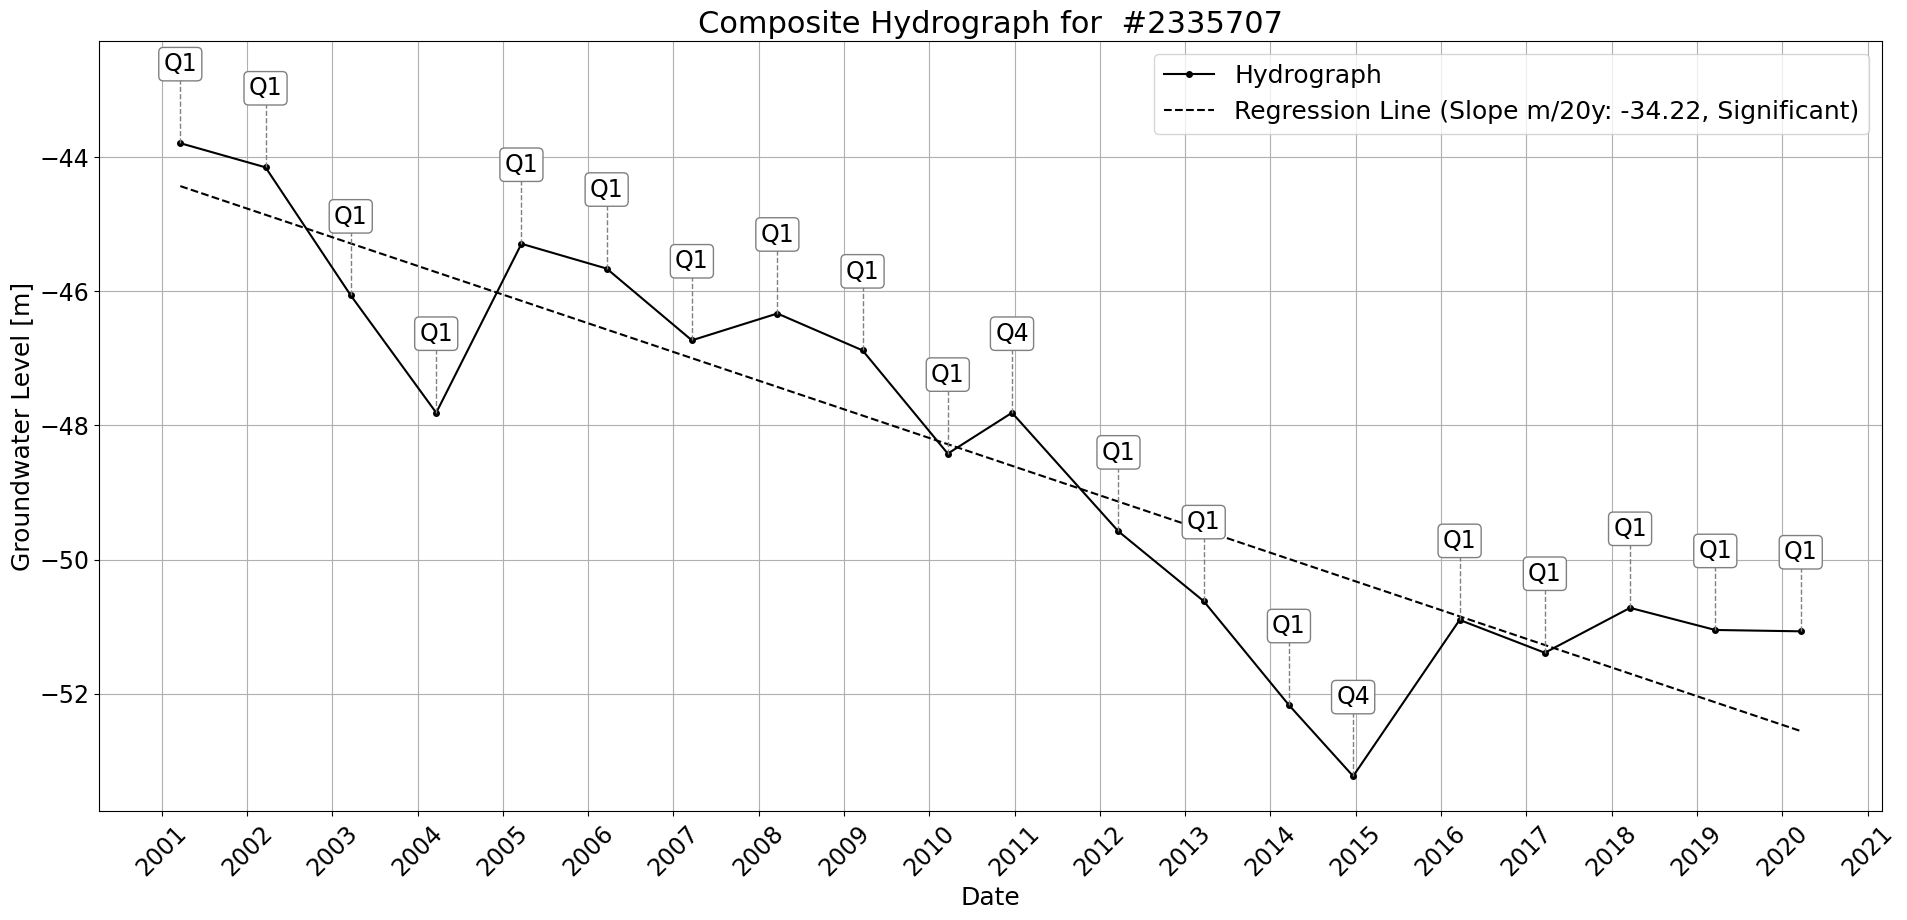 Composite Hydrograph for  #2335707
Hydrograph
Regression Line (Slope m/20y: -34.22, Significant)
Q1
Q1
Q1
Q1
Q1
Q1
Q1
Q1
Q1
Q1
Q4
Q1
Q1
Q1
Q4
Q1
Q1
Q1
Q1
Q1
Groundwater Level [m]
−44
−46
−48
−50
−52
2001
2002
2003
2004
2005
2006
2007
2008
2009
2010
2011
2012
2013
2014
2015
2016
2017
2018
2019
2020
2021
Date